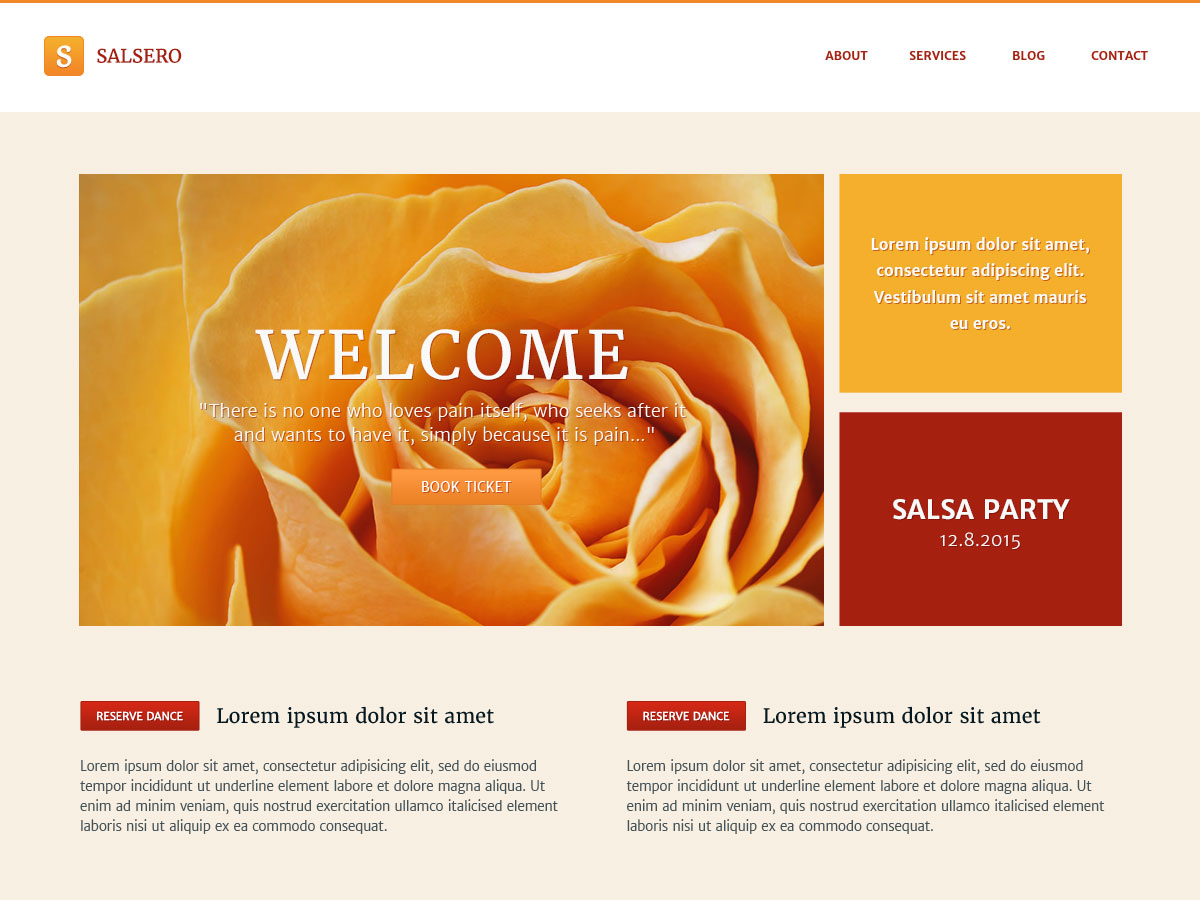 S SALSERO
ABOUT SERVICES BLOG CONTACT
WELCOME
"There is no one who loves pain itself, who seeks after it
and wants to have it, simply because it is pain..."
BOOK TICKET
Lorem ipsum dolor sit amet,
consectetur adipiscing elit.
Vestibulum sit amet mauris
eu eros.
SALSA PARTY
12.8.2015
RESERVE DANCE Lorem ipsum dolor sit amet
Lorem ipsum dolor sit amet, consectetur adipisicing elit, sed do eiusmod
tempor incididunt ut underline element labore et dolore magna aliqua. Ut
enim ad minim veniam, quis nostrud exercitation ullamco italicised element
laboris nisi ut aliquip ex ea commodo consequat.
RESERVE DANCE Lorem ipsum dolor sit amet
Lorem ipsum dolor sit amet, consectetur adipisicing elit, sed do eiusmod
tempor incididunt ut underline element labore et dolore magna aliqua. Ut
enim ad minim veniam, quis nostrud exercitation ullamco italicised element
laboris nisi ut aliquip ex ea commodo consequat.